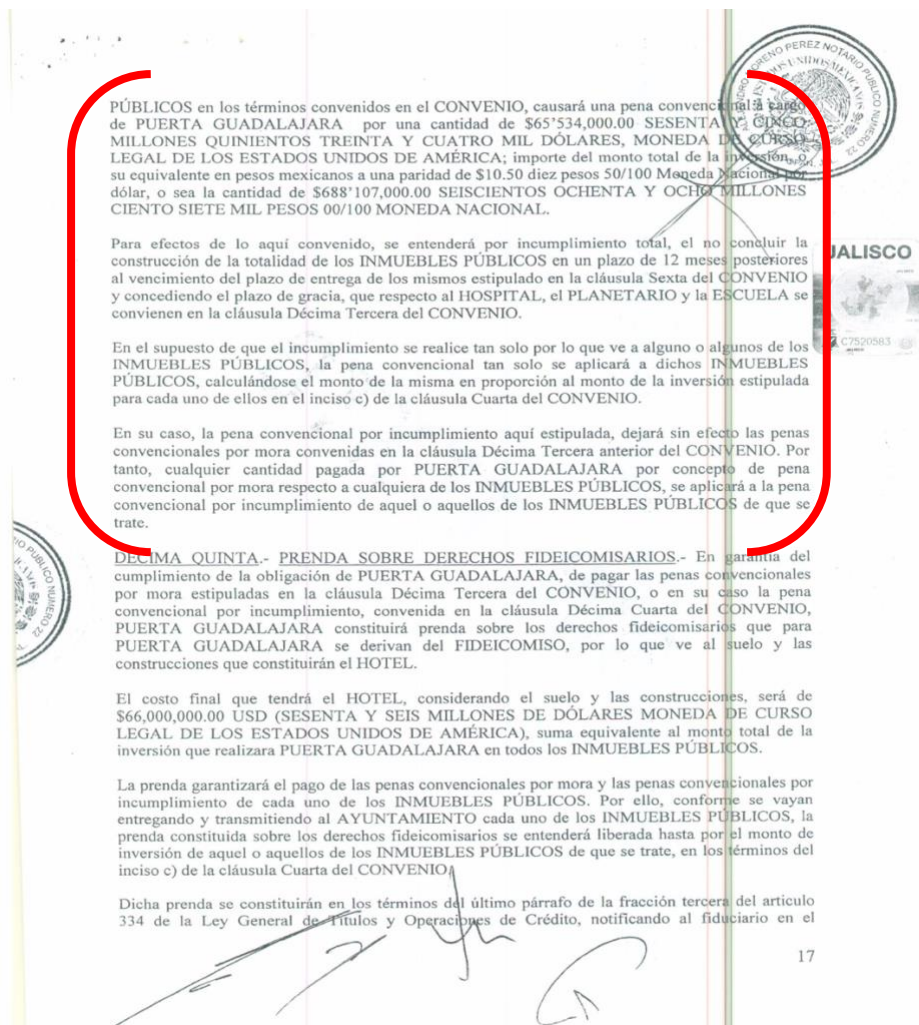 PÚBLICOS en los términos convenidos en el CONVENIO, causará una pena convencional a cargo
de PUERTA GUADALAJARA por una cantidad de $65'534,000.00 SESENTA Y CINCO
MILLONES QUINIENTOS TREINTA Y CUATRO MIL DÓLARES, MONEDA DE CURSO
LEGAL DE LOS ESTADOS UNIDOS DE AMÉRICA; importe del monto total de la inversión, o
su equivalente en pesos mexicanos a una paridad de $10.50 diez pesos 50/100 Moneda Nacional por
dólar, o sea la cantidad de $688'107,000.00 SEISCIENTOS OCHENTA Y OCHO MILLONES
CIENTO SIETE MIL PESOS 00/100 MONEDA NACIONAL.
Para efectos de lo aquí convenido, se entenderá por incumplimiento total, el no concluir la
construcción de la totalidad de los INMUEBLES PÚBLICOS en un plazo de 12 meses posteriores
al vencimiento del plazo de entrega de los mismos estipulado en la cláusula Sexta del CONVENIO
y concediendo el plazo de gracia, que respecto al HOSPITAL, el PLANETARIO y la ESCUELA se
convienen en la cláusula Décima Tercera del CONVENIO.
JALISCO
C7520583
En el supuesto de que el incumplimiento se realice tan solo por lo que ve a alguno o algunos de los
INMUEBLES PÚBLICOS, la pena convencional tan solo se aplicará a dichos INMUEBLES
PÚBLICOS, calculándose el monto de la misma en proporción al monto de la inversión estipulada
para cada uno de ellos en el inciso c) de la cláusula Cuarta del CONVENIO.
En su caso, la pena convencional por incumplimiento aquí estipulada, dejará sin efecto las penas
convencionales por mora convenidas en la cláusula Décima Tercera anterior del CONVENIO. Por
tanto, cualquier cantidad pagada por PUERTA GUADALAJARA por concepto de pena
convencional por mora respecto a cualquiera de los INMUEBLES PÚBLICOS, se aplicará a la pena
convencional por incumplimiento de aquel o aquellos de los INMUEBLES PÚBLICOS de que se
trate.
DÉCIMA QUINTA.- PRENDA SOBRE DERECHOS FIDEICOMISARIOS.- En garantía del
cumplimiento de la obligación de PUERTA GUADALAJARA, de pagar las penas convencionales
por mora estipuladas en la cláusula Décima Tercera del CONVENIO, o en su caso la pena
convencional por incumplimiento, convenida en la cláusula Décima Cuarta del CONVENIO,
PUERTA GUADALAJARA constituirá prenda sobre los derechos fideicomisarios que para
PUERTA GUADALAJARA se derivan del FIDEICOMISO, por lo que ve al suelo y las
construcciones que constituirán el HOTEL.
El costo final que tendrá el HOTEL, considerando el suelo y las construcciones, será de
$66,000,000.00 USD (SESENTA Y SEIS MILLONES DE DÓLARES MONEDA DE CURSO
LEGAL DE LOS ESTADOS UNIDOS DE AMÉRICA), suma equivalente al monto total de la
inversión que realizara PUERTA GUADALAJARA en todos los INMUEBLES PÚBLICOS.
La prenda garantizará el pago de las penas convencionales por mora y las penas convencionales por
incumplimiento de cada uno de los INMUEBLES PÚBLICOS. Por ello, conforme se vayan
entregando y transmitiendo al AYUNTAMIENTO cada uno de los INMUEBLES PÚBLICOS, la
prenda constituida sobre los derechos fideicomisarios se entenderá liberada hasta por el monto de
inversión de aquel o aquellos de los INMUEBLES PÚBLICOS de que se trate, en los términos del
inciso c) de la cláusula Cuarta del CONVENIO.
Dicha prenda se constituirán en los términos del último párrafo de la fracción tercera del articulo
334 de la Ley General de Títulos y Operaciones de Crédito, notificando al fiduciario en el
17